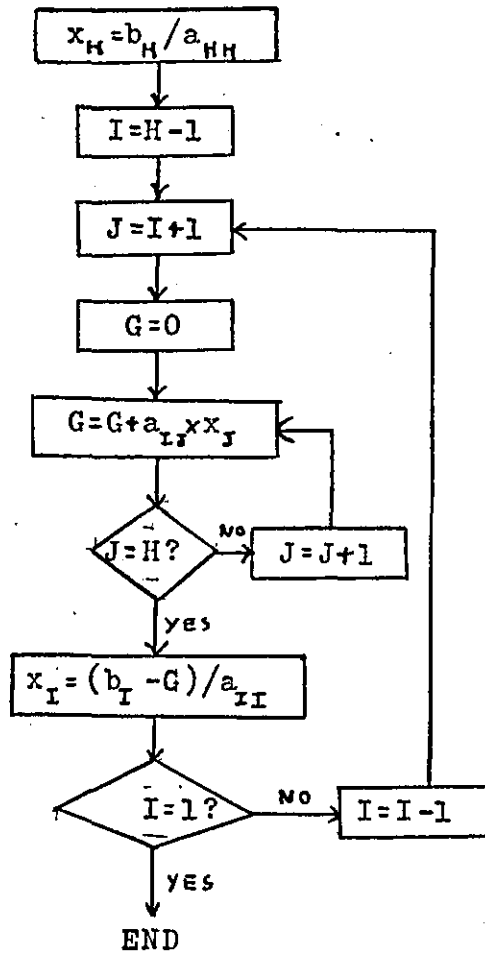 x_H=b_H/a_HH
I=H-1
J=I+1
G=0
G=G+a_IJ×x_J
J=H?
NO
J=J+1
YES
x_I=(b_I-G)/a_II
I=1?
NO
I=I-1
YES
END